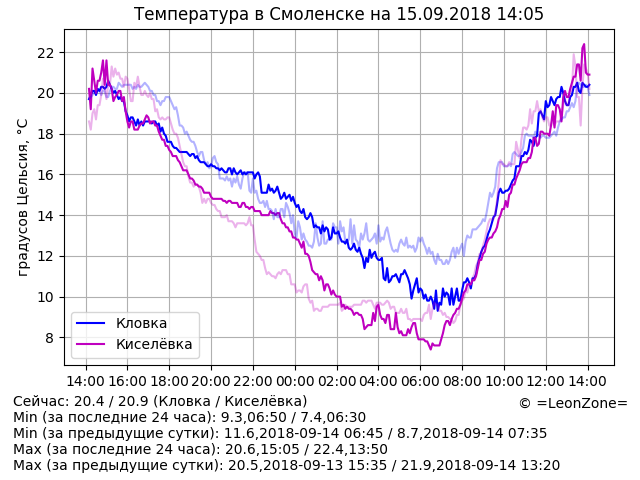 Температура в Смоленске на 15.09.2018 14:05
градусов Цельсия, °C
22
20
18
16
14
12
10
8
Кловка
Киселёвка
14:00 16:00 18:00 20:00 22:00 00:00 02:00 04:00 06:00 08:00 10:00 12:00 14:00
Сейчас: 20.4 / 20.9 (Кловка / Киселёвка)
© =LeonZone=
Min (за последние 24 часа): 9.3,06:50 / 7.4,06:30
Min (за предыдущие сутки): 11.6,2018-09-14 06:45 / 8.7,2018-09-14 07:35
Max (за последние 24 часа): 20.6,15:05 / 22.4,13:50
Max (за предыдущие сутки): 20.5,2018-09-13 15:35 / 21.9,2018-09-14 13:20